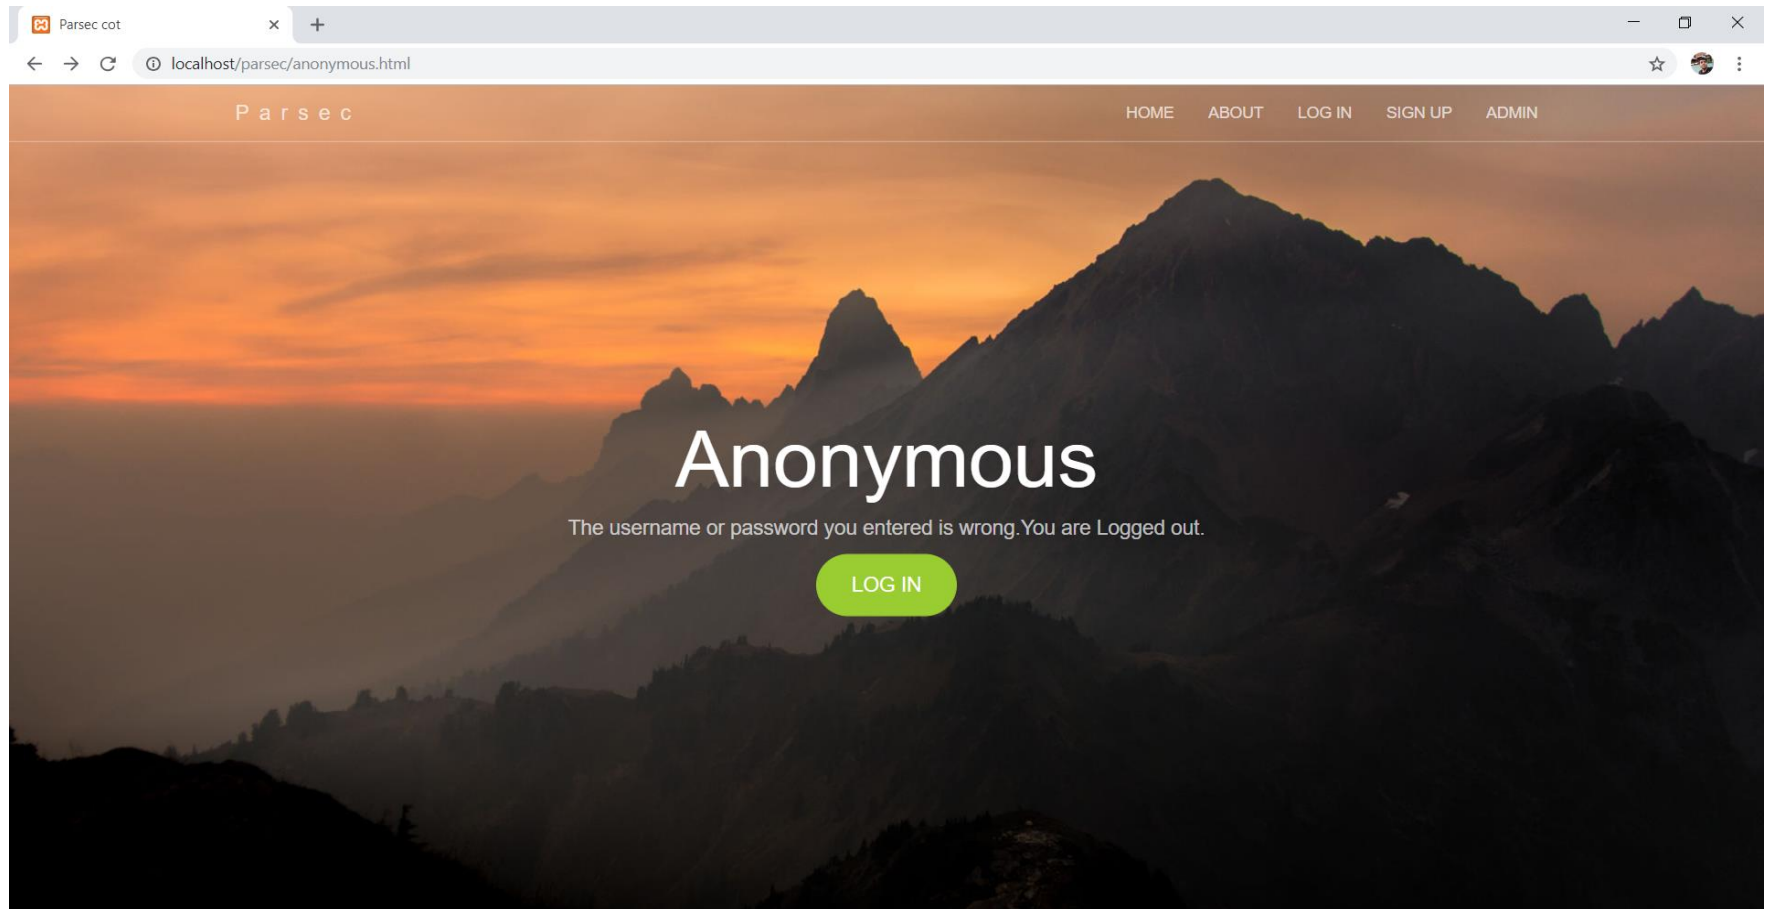 Parsec cot
localhost/parsec/anonymous.html
Parsec
HOME ABOUT LOG IN SIGN UP ADMIN
Anonymous
The username or password you entered is wrong.You are Logged out.
LOG IN